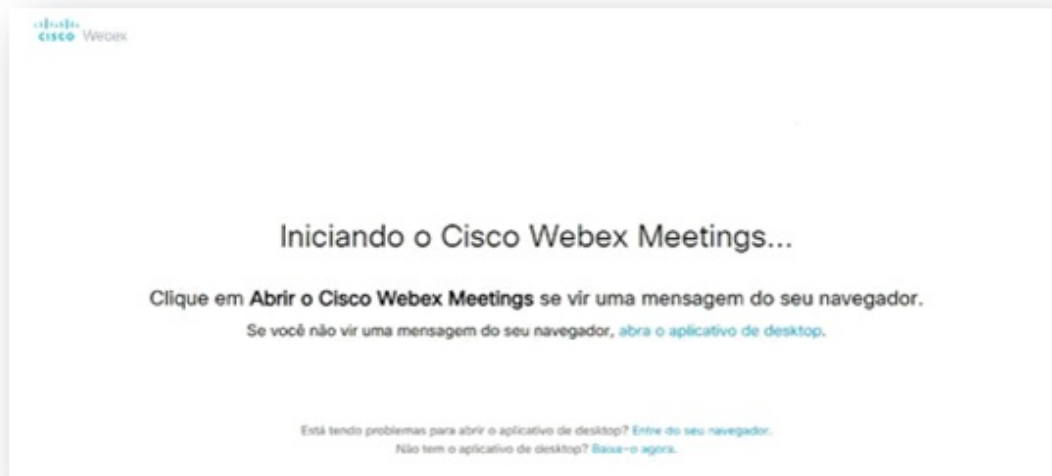 CISCO Webex
Iniciando o Cisco Webex Meetings...
Clique em Abrir o Cisco Webex Meetings se vir uma mensagem do seu navegador.
Se você não vir uma mensagem do seu navegador, abra o aplicativo de desktop.
Está tendo problemas para abrir o aplicativo de desktop? Entre do seu navegador.
Não tem o aplicativo de desktop? Baixe-o agora.